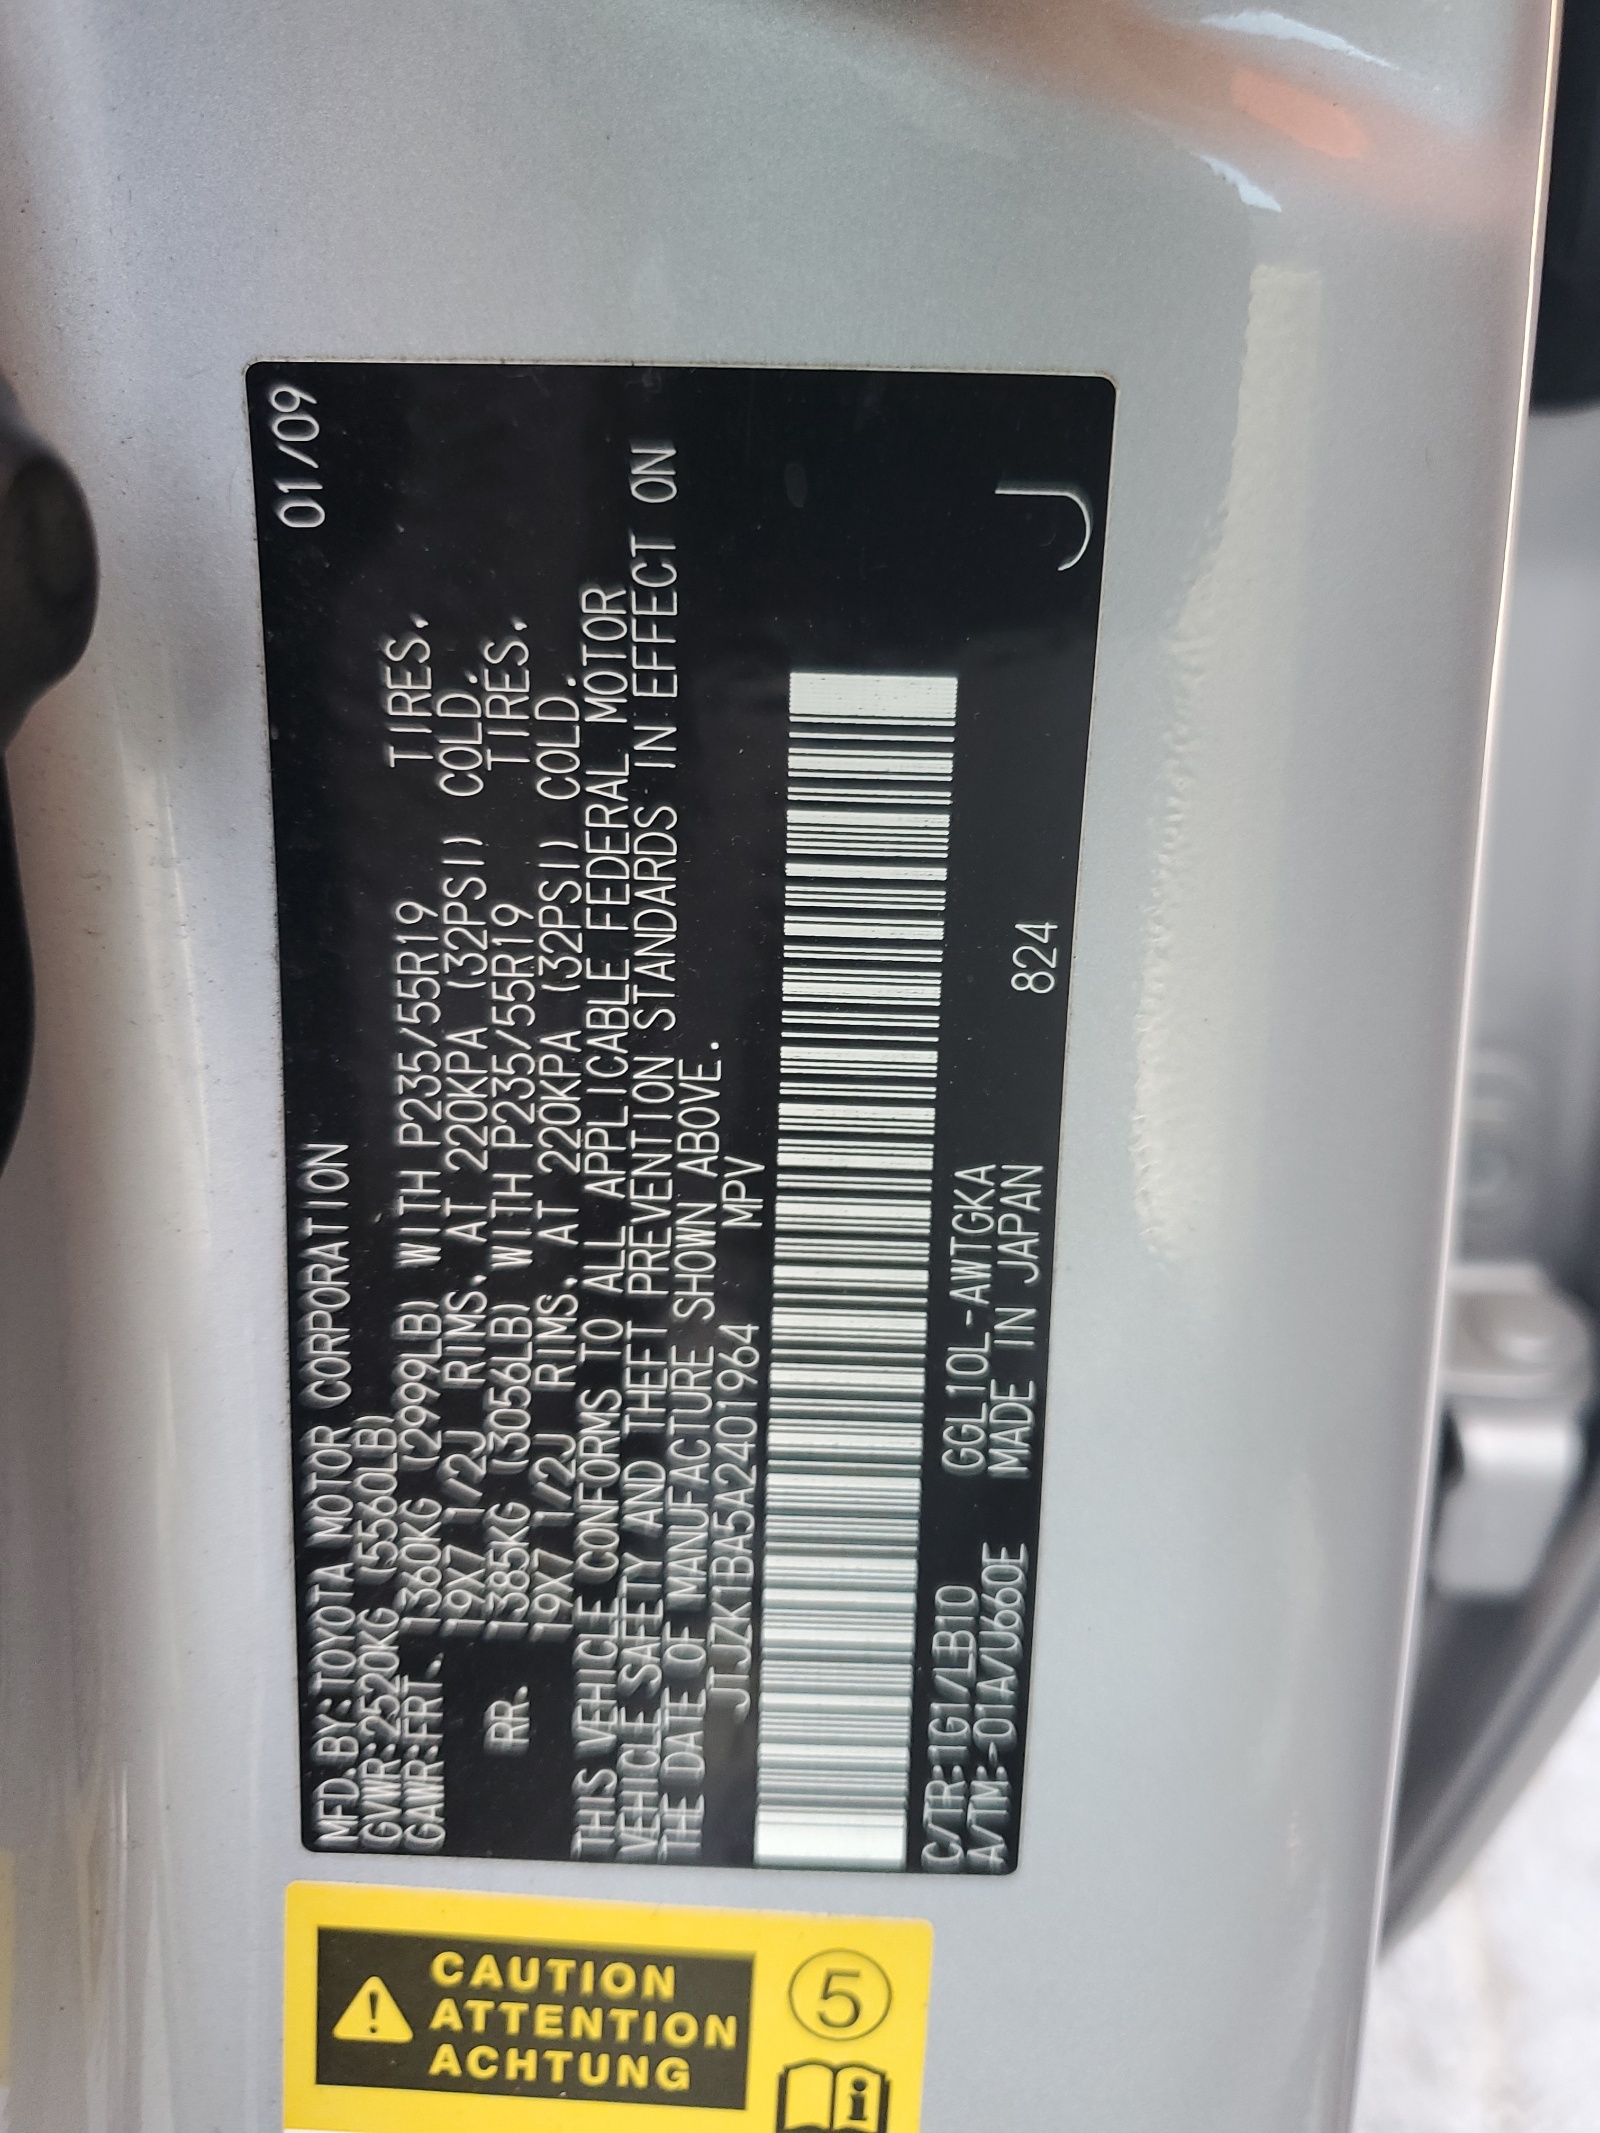 MFD.BY:TOYOTA MOTOR CORPORATION 01/09
GVWR:2520KG (5560LB)
GAWR:FRT. 1360KG (2999LB) WITH P235/55R19 TIRES,
19X7 1/2J RIMS, AT 220KPA (32PSI) COLD.
RR. 1385KG (3056LB) WITH P235/55R19 TIRES,
19X7 1/2J RIMS, AT 220KPA (32PSI) COLD.
THIS VEHICLE CONFORMS TO ALL APPLICABLE FEDERAL MOTOR
VEHICLE SAFETY AND THEFT PREVENTION STANDARDS IN EFFECT ON
THE DATE OF MANUFACTURE SHOWN ABOVE.
JTJZK1BA5A2401964 MPV
C/TR:1G1/LB10 GGL10L-AWTGKA
A/TM:-01A/U660E MADE IN JAPAN 824 J
CAUTION
ATTENTION
ACHTUNG
5